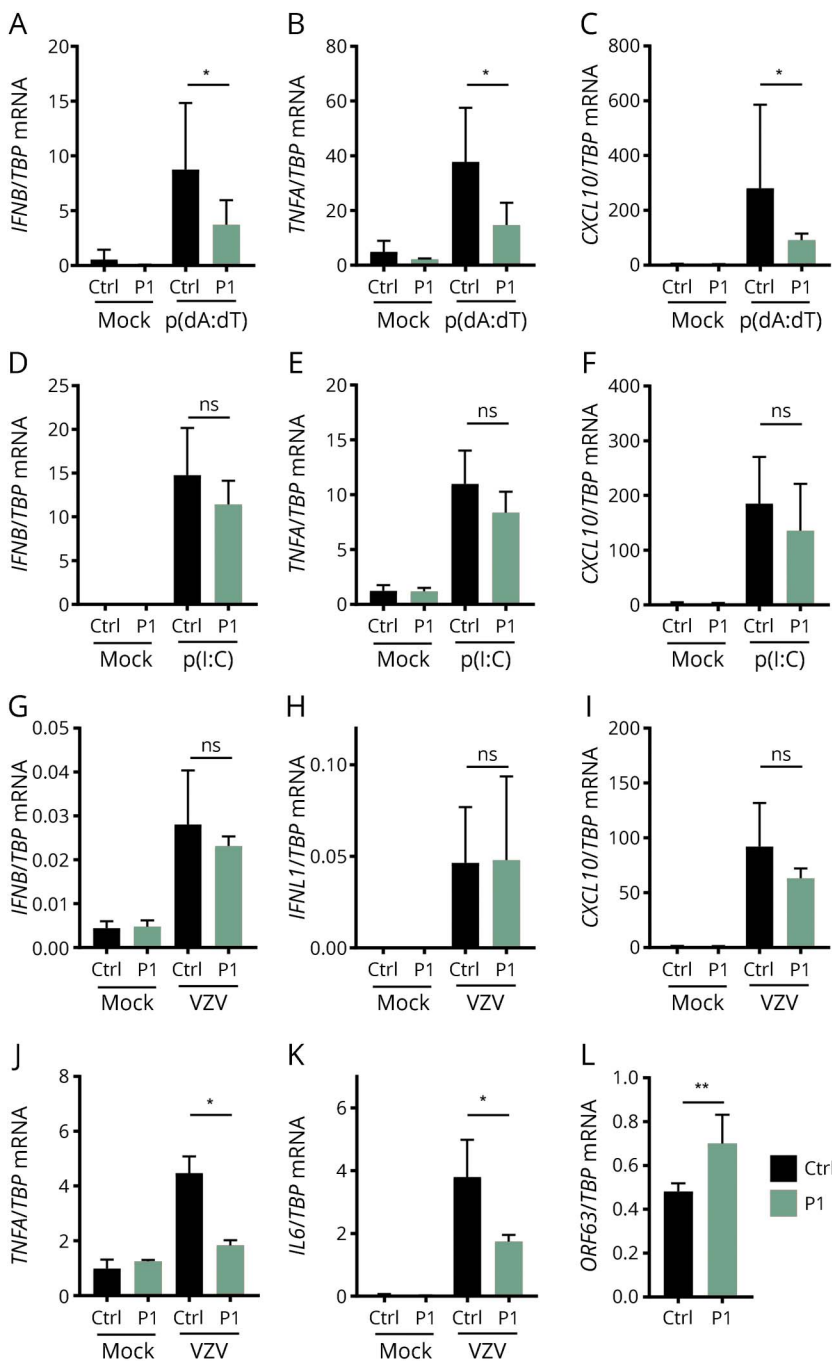 A
IFNB/TBP mRNA
20
15
10
5
0
Ctrl P1 Ctrl P1
Mock p(dA:dT)
*
B
TNFA/TBP mRNA
80
60
40
20
0
Ctrl P1 Ctrl P1
Mock p(dA:dT)
*
C
CXCL10/TBP mRNA
800
600
400
200
0
Ctrl P1 Ctrl P1
Mock p(dA:dT)
*
D
IFNB/TBP mRNA
25
20
15
10
5
0
Ctrl P1 Ctrl P1
Mock p(I:C)
ns
E
TNFA/TBP mRNA
20
15
10
5
0
Ctrl P1 Ctrl P1
Mock p(I:C)
ns
F
CXCL10/TBP mRNA
400
300
200
100
0
Ctrl P1 Ctrl P1
Mock p(I:C)
ns
G
IFNB/TBP mRNA
0.05
0.04
0.03
0.02
0.01
0.00
Ctrl P1 Ctrl P1
Mock VZV
ns
H
IFNL1/TBP mRNA
0.10
0.05
0.00
Ctrl P1 Ctrl P1
Mock VZV
ns
I
CXCL10/TBP mRNA
200
150
100
50
0
Ctrl P1 Ctrl P1
Mock VZV
ns
J
TNFA/TBP mRNA
8
6
4
2
0
Ctrl P1 Ctrl P1
Mock VZV
*
K
IL6/TBP mRNA
6
4
2
0
Ctrl P1 Ctrl P1
Mock VZV
*
L
ORF63/TBP mRNA
1.0
0.8
0.6
0.4
0.2
0.0
Ctrl P1
**
Ctrl
P1